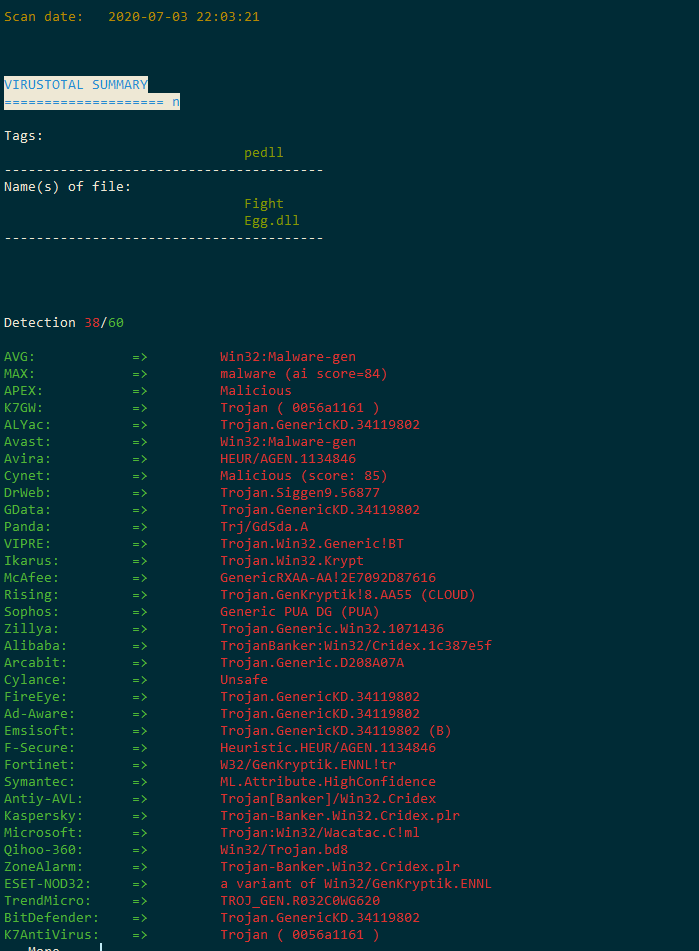 Scan date: 2020-07-03 22:03:21
VIRUSTOTAL SUMMARY
==================== n
Tags:
pedll
----------------------------------------
Name(s) of file:
Fight
Egg.dll
----------------------------------------
Detection 38/60
AVG: => Win32:Malware-gen
MAX: => malware (ai score=84)
APEX: => Malicious
K7GW: => Trojan ( 0056a1161 )
ALYac: => Trojan.GenericKD.34119802
Avast: => Win32:Malware-gen
Avira: => HEUR/AGEN.1134846
Cynet: => Malicious (score: 85)
DrWeb: => Trojan.Siggen9.56877
GData: => Trojan.GenericKD.34119802
Panda: => Trj/GdSda.A
VIPRE: => Trojan.Win32.Generic!BT
Ikarus: => Trojan.Win32.Krypt
McAfee: => GenericRXAA-AA!2E7092D87616
Rising: => Trojan.GenKryptik!8.AA55 (CLOUD)
Sophos: => Generic PUA DG (PUA)
Zillya: => Trojan.Generic.Win32.1071436
Alibaba: => TrojanBanker:Win32/Cridex.1c387e5f
Arcabit: => Trojan.Generic.D208A07A
Cylance: => Unsafe
FireEye: => Trojan.GenericKD.34119802
Ad-Aware: => Trojan.GenericKD.34119802
Emsisoft: => Trojan.GenericKD.34119802 (B)
F-Secure: => Heuristic.HEUR/AGEN.1134846
Fortinet: => W32/GenKryptik.ENNL!tr
Symantec: => ML.Attribute.HighConfidence
Antiy-AVL: => Trojan[Banker]/Win32.Cridex
Kaspersky: => Trojan-Banker.Win32.Cridex.plr
Microsoft: => Trojan:Win32/Wacatac.C!ml
Qihoo-360: => Win32/Trojan.bd8
ZoneAlarm: => Trojan-Banker.Win32.Cridex.plr
ESET-NOD32: => a variant of Win32/GenKryptik.ENNL
TrendMicro: => TROJ_GEN.R032C0WG620
BitDefender: => Trojan.GenericKD.34119802
K7AntiVirus: => Trojan ( 0056a1161 )